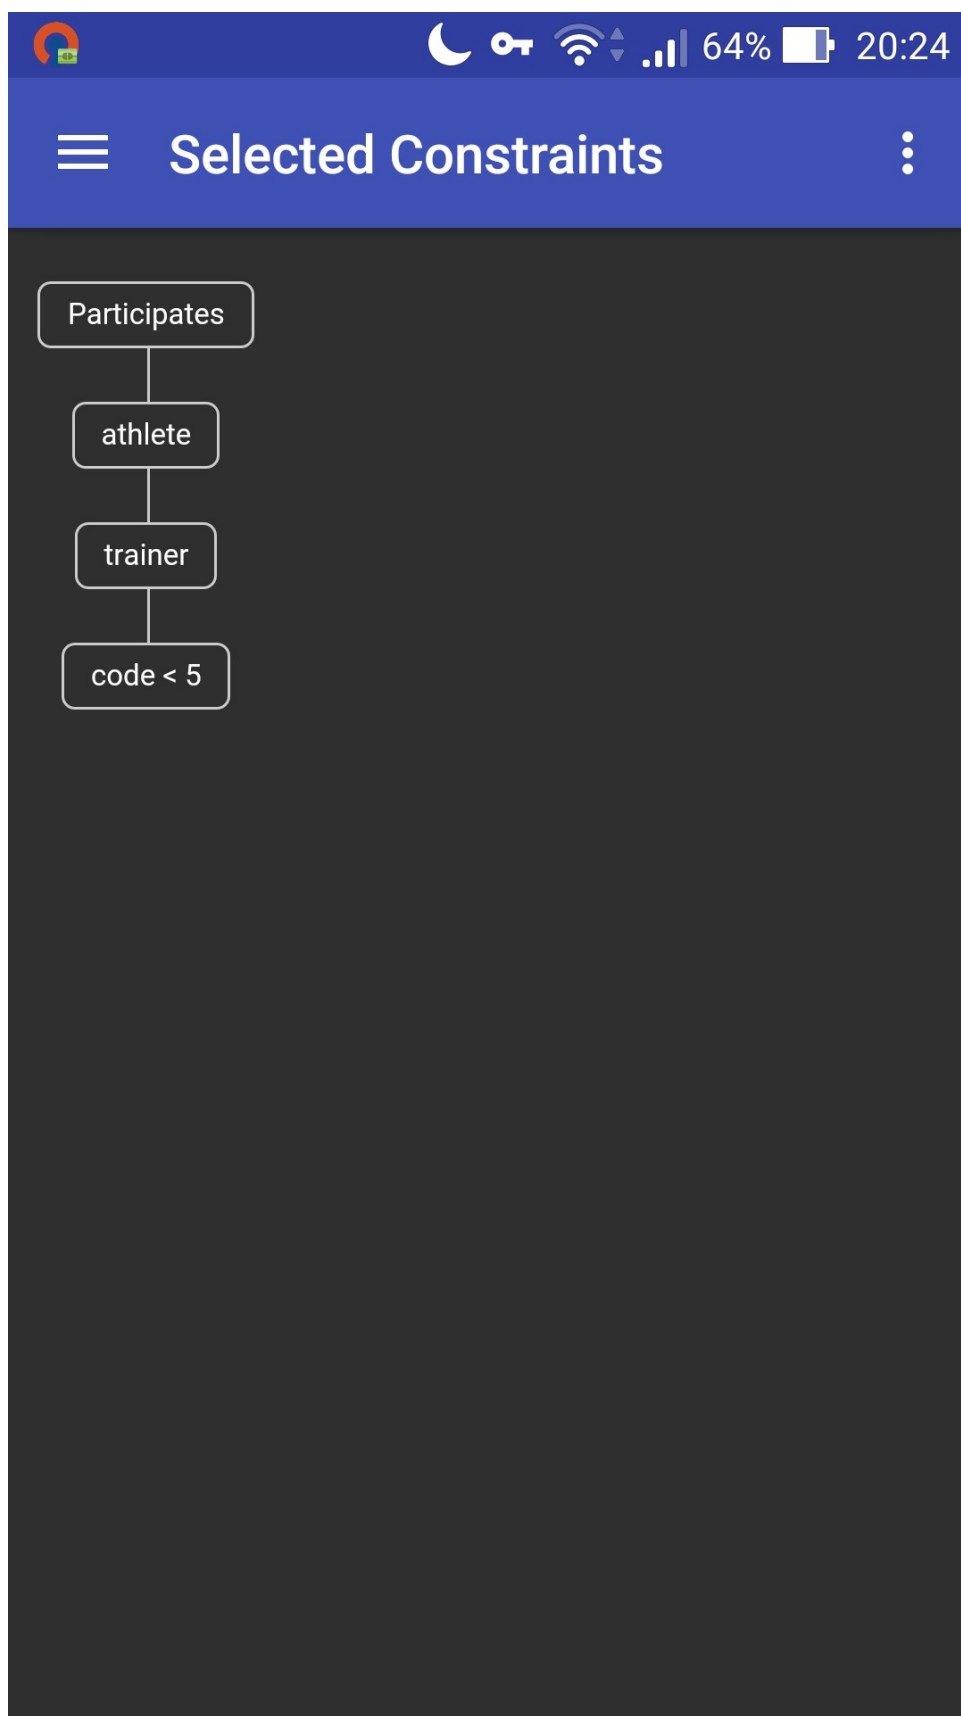 64% 20:24
Selected Constraints
Participates
athlete
trainer
code < 5